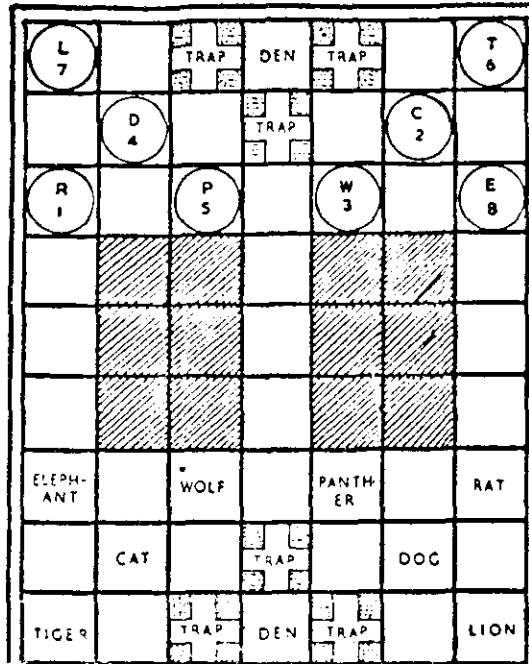 L
7
TRAP
DEN
TRAP
T
6
D
4
TRAP
C
2
R
1
P
5
W
3
E
8
ELEPH-
ANT
WOLF
PANTH-
ER
RAT
CAT
TRAP
DOG
TIGER
TRAP
DEN
TRAP
LION